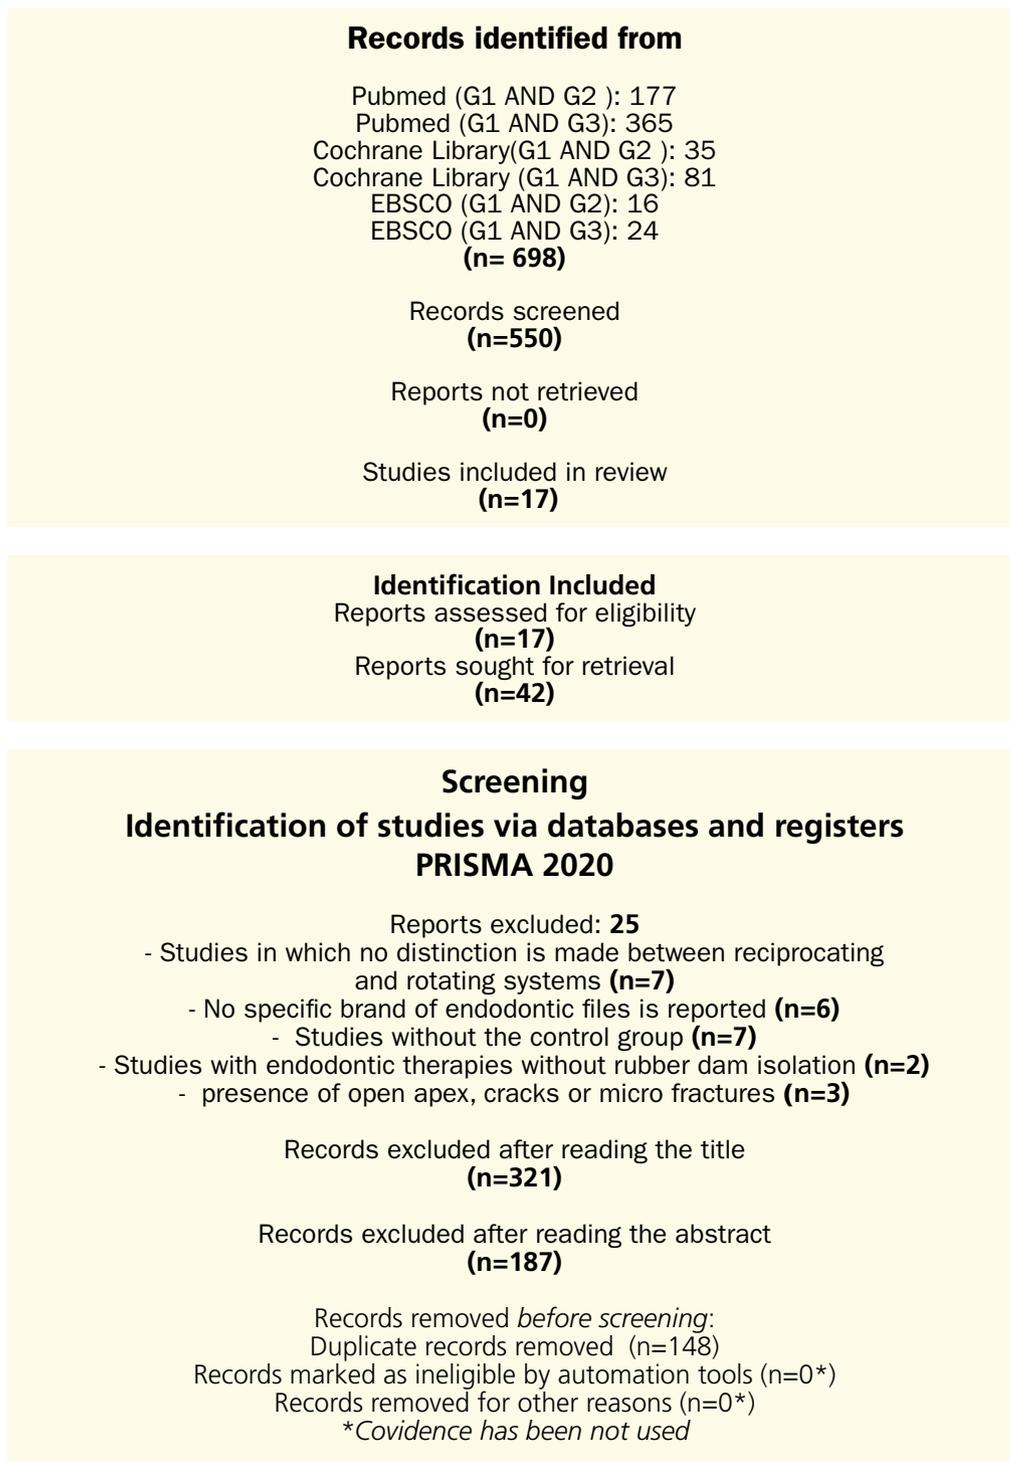 Records identified from
Pubmed (G1 AND G2 ): 177
Pubmed (G1 AND G3): 365
Cochrane Library(G1 AND G2 ): 35
Cochrane Library (G1 AND G3): 81
EBSCO (G1 AND G2): 16
EBSCO (G1 AND G3): 24
(n= 698)
Records screened
(n=550)
Reports not retrieved
(n=0)
Studies included in review
(n=17)
Identification Included
Reports assessed for eligibility
(n=17)
Reports sought for retrieval
(n=42)
Screening
Identification of studies via databases and registers
PRISMA 2020
Reports excluded: 25
- Studies in which no distinction is made between reciprocating
and rotating systems (n=7)
- No specific brand of endodontic files is reported (n=6)
- Studies without the control group (n=7)
- Studies with endodontic therapies without rubber dam isolation (n=2)
- presence of open apex, cracks or micro fractures (n=3)
Records excluded after reading the title
(n=321)
Records excluded after reading the abstract
(n=187)
Records removed before screening:
Duplicate records removed (n=148)
Records marked as ineligible by automation tools (n=0*)
Records removed for other reasons (n=0*)
*Covidence has been not used